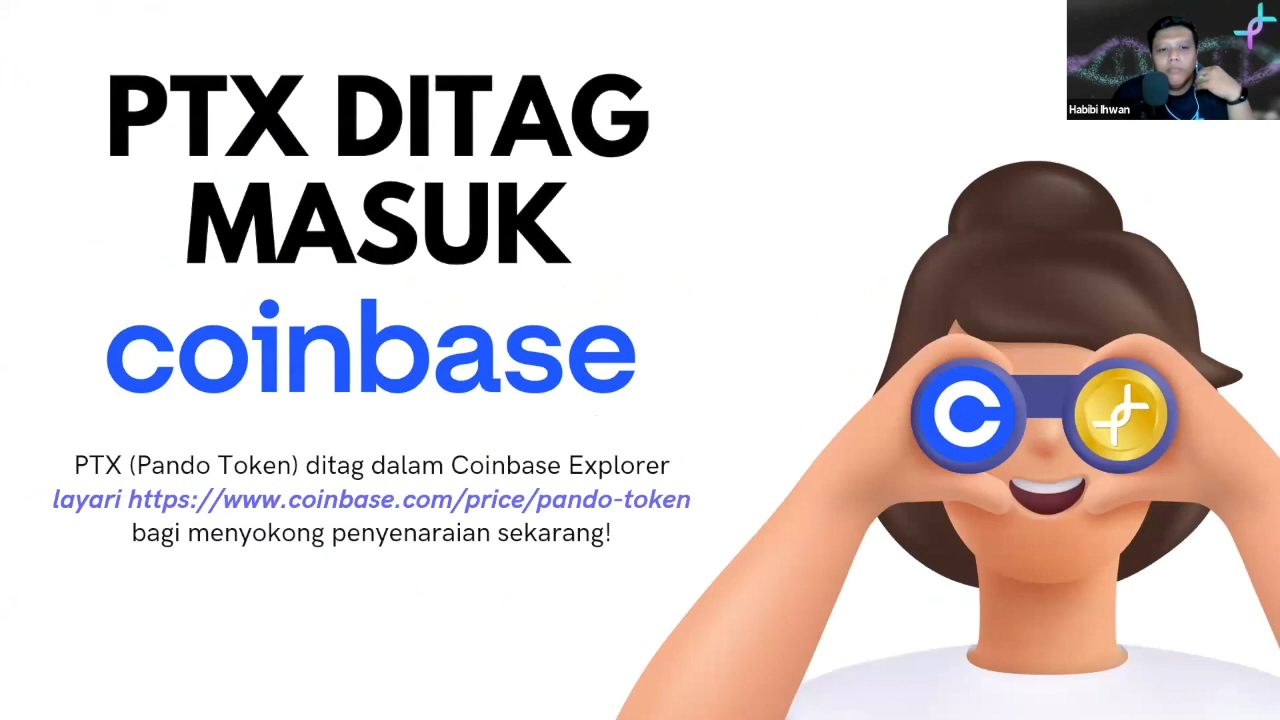 PTX DITAG
MASUK
coinbase
PTX (Pando Token) ditag dalam Coinbase Explorer
layari https://www.coinbase.com/price/pando-token
bagi menyokong penyenaraian sekarang!
Habibi Ihwan